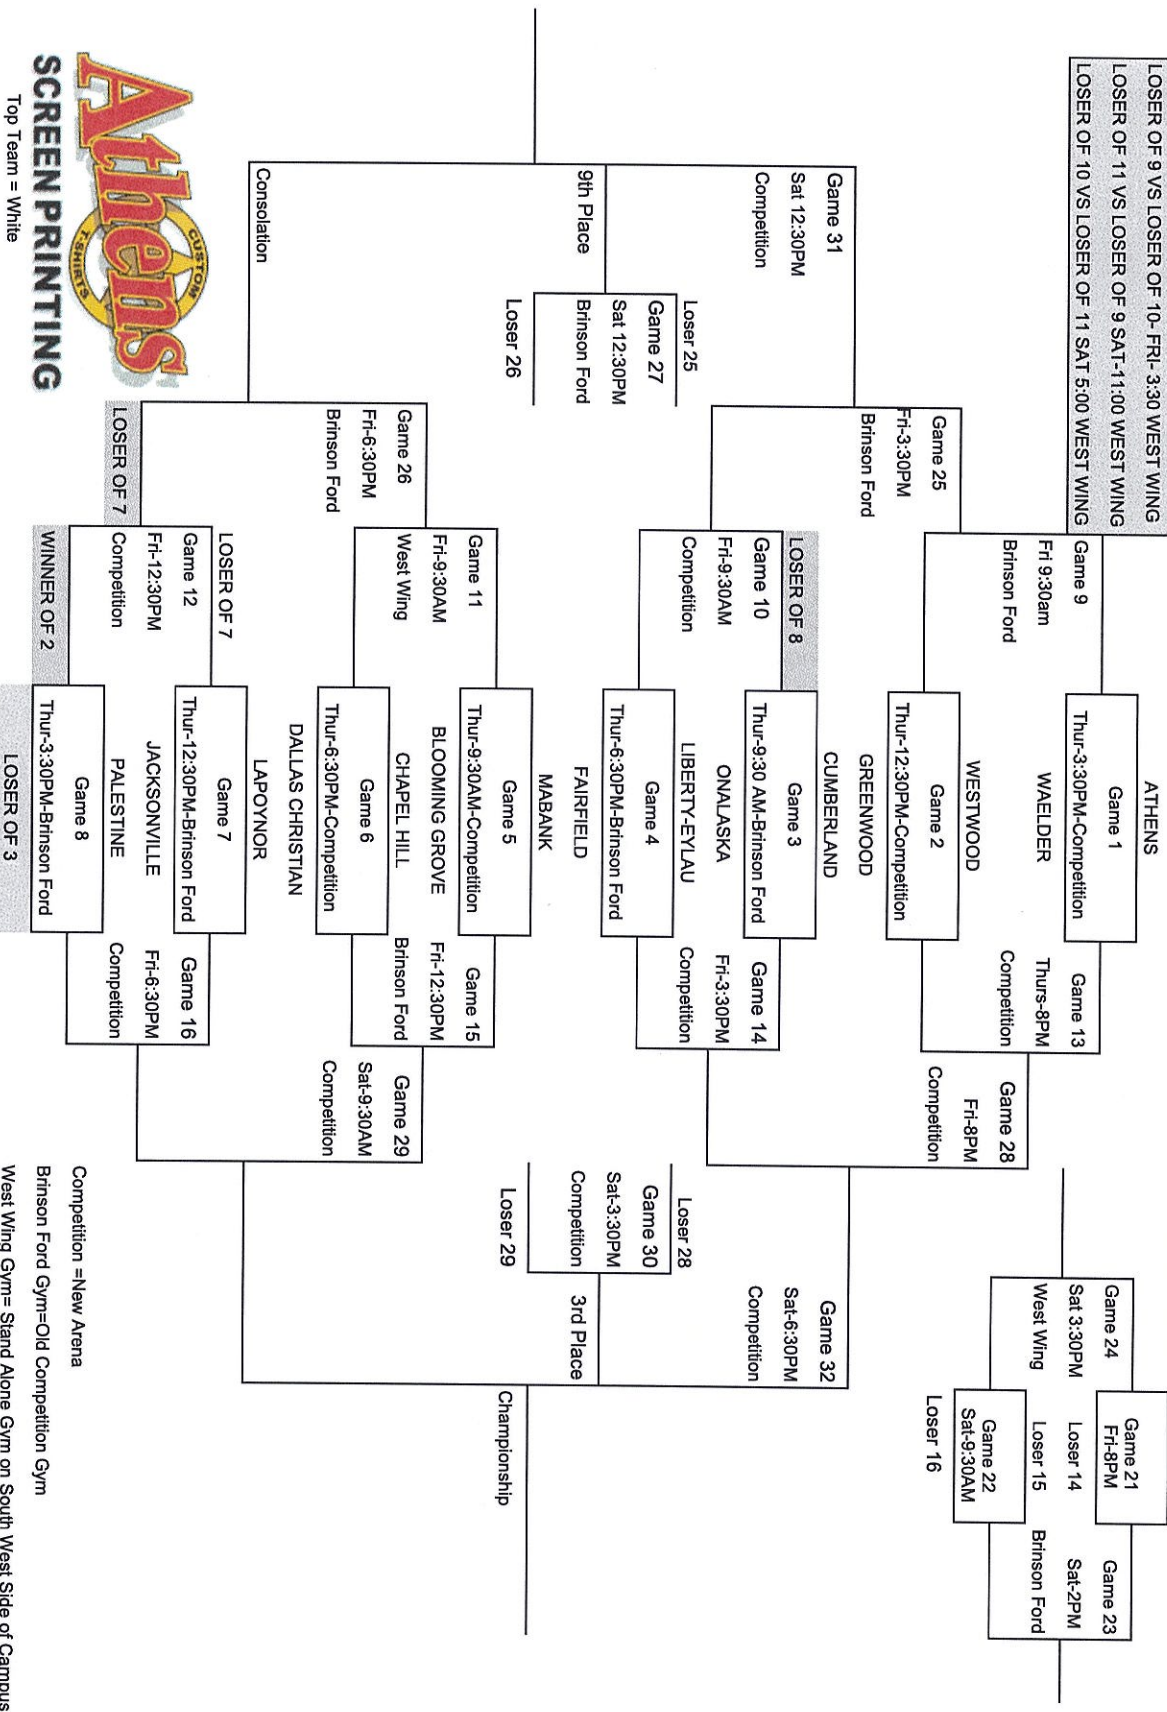 LOSER OF 9 VS LOSER OF 10- FRI- 3:30 WEST WING
LOSER OF 11 VS LOSER OF 9 SAT-11:00 WEST WING
LOSER OF 10 VS LOSER OF 11 SAT 5:00 WEST WING
Game 31
Sat 12:30PM
Competition
9th Place
Consolation
Loser 25
Game 27
Sat 12:30PM
Brinson Ford
Loser 26
Game 25
Fri-3:30PM
Brinson Ford
Game 26
Fri-6:30PM
Brinson Ford
LOSER OF 7
Game 9
Fri 9:30am
Brinson Ford
LOSER OF 8
Game 10
Fri-9:30AM
Competition
Game 11
Fri-9:30AM
West Wing
LOSER OF 7
Game 12
Fri-12:30PM
Competition
WINNER OF 2
ATHENS
Game 1
Thur-3:30PM-Competition
WAELDER
WESTWOOD
Game 2
Thur-12:30PM-Competition
GREENWOOD
CUMBERLAND
Game 3
Thur-9:30 AM-Brinson Ford
ONALASKA
LIBERTY-EYLAU
Game 4
Thur-6:30PM-Brinson Ford
FAIRFIELD
MABANK
Game 5
Thur-9:30AM-Competition
BLOOMING GROVE
CHAPEL HILL
Game 6
Thur-6:30PM-Competition
DALLAS CHRISTIAN
LAPOYNOR
Game 7
Thur-12:30PM-Brinson Ford
JACKSONVILLE
PALESTINE
Game 8
Thur-3:30PM-Brinson Ford
LOSER OF 3
Game 13
Thurs-8PM
Competition
Game 14
Fri-3:30PM
Competition
Game 15
Fri-12:30PM
Brinson Ford
Game 16
Fri-6:30PM
Competition
Game 28
Fri-8PM
Competition
Game 29
Sat-9:30AM
Competition
Loser 28
Game 30
Sat-3:30PM
Competition
Loser 29
Game 32
Sat-6:30PM
Competition
3rd Place
Championship
Game 24
Sat 3:30PM
West Wing
Game 21
Fri-8PM
Loser 14
Loser 15
Game 22
Sat-9:30AM
Loser 16
Game 23
Sat-2PM
Brinson Ford
Athens
CUSTOM
T-SHIRTS
SCREEN PRINTING
Top Team = White
Competition =New Arena
Brinson Ford Gym=Old Competition Gym
West Wing Gym= Stand Alone Gym on South West Side of Campus